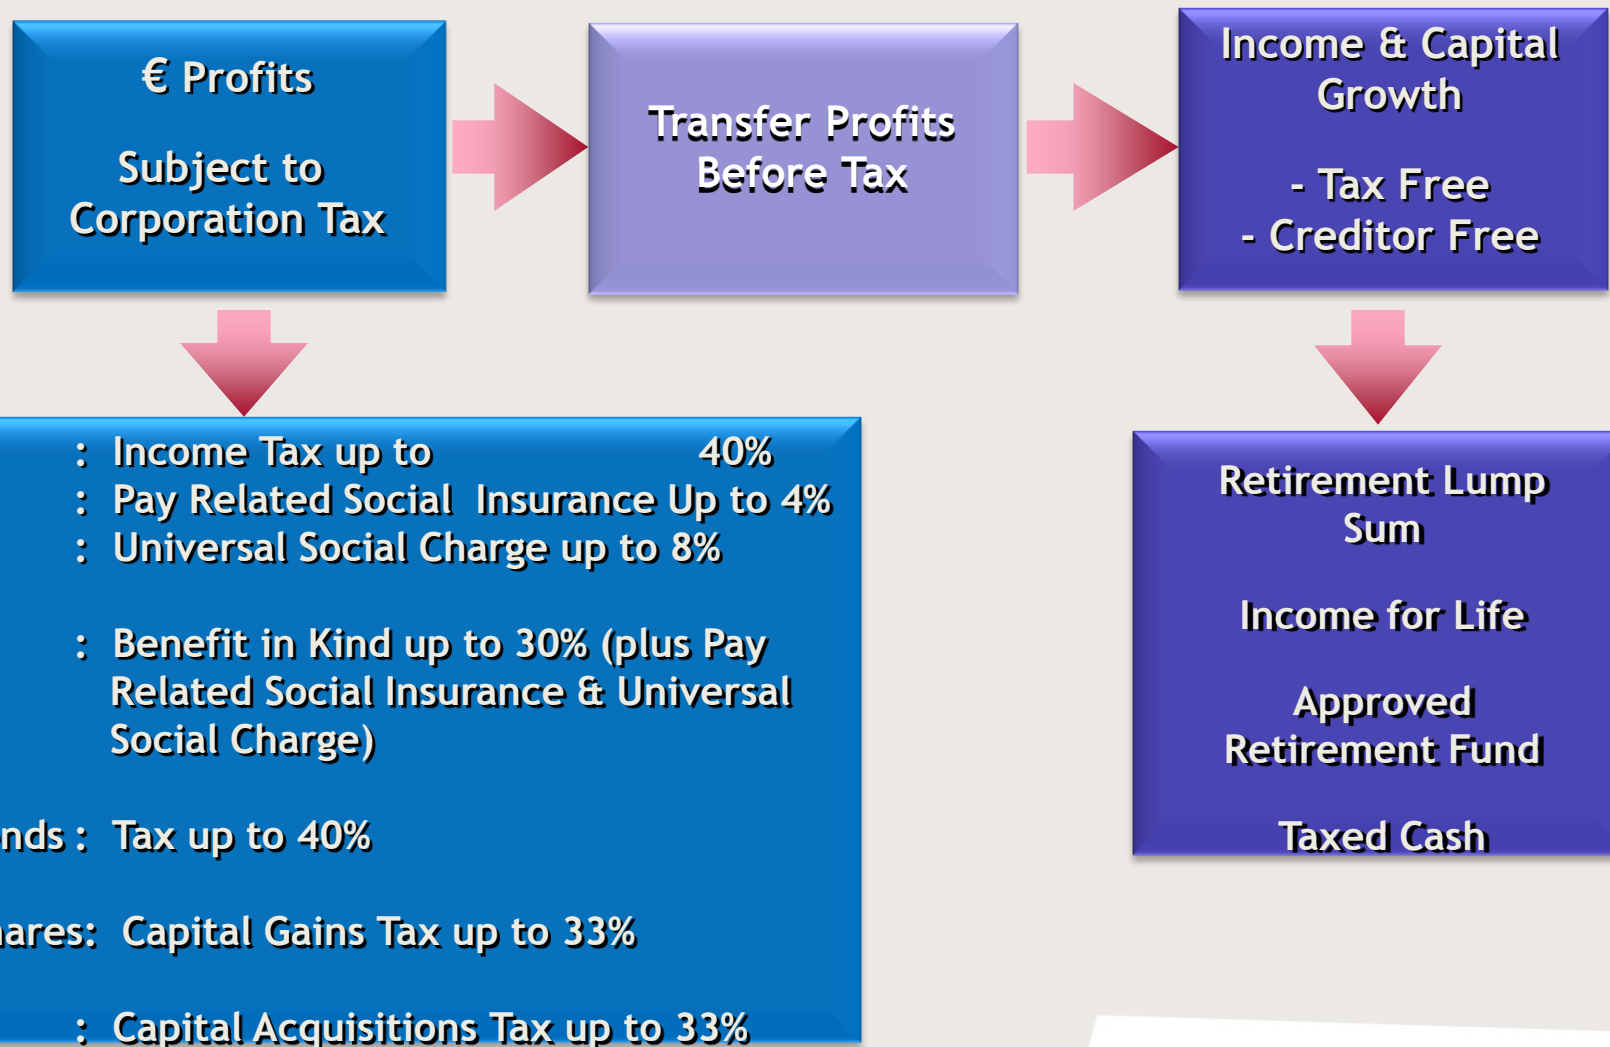 € Profits
Subject to
Corporation Tax
Transfer Profits
Before Tax
Income & Capital
Growth
- Tax Free
- Creditor Free
: Income Tax up to 40%
: Pay Related Social Insurance Up to 4%
: Universal Social Charge up to 8%
: Benefit in Kind up to 30% (plus Pay
Related Social Insurance & Universal
Social Charge)
: Tax up to 40%
: Capital Gains Tax up to 33%
: Capital Acquisitions Tax up to 33%
Retirement Lump
Sum
Income for Life
Approved
Retirement Fund
Taxed Cash